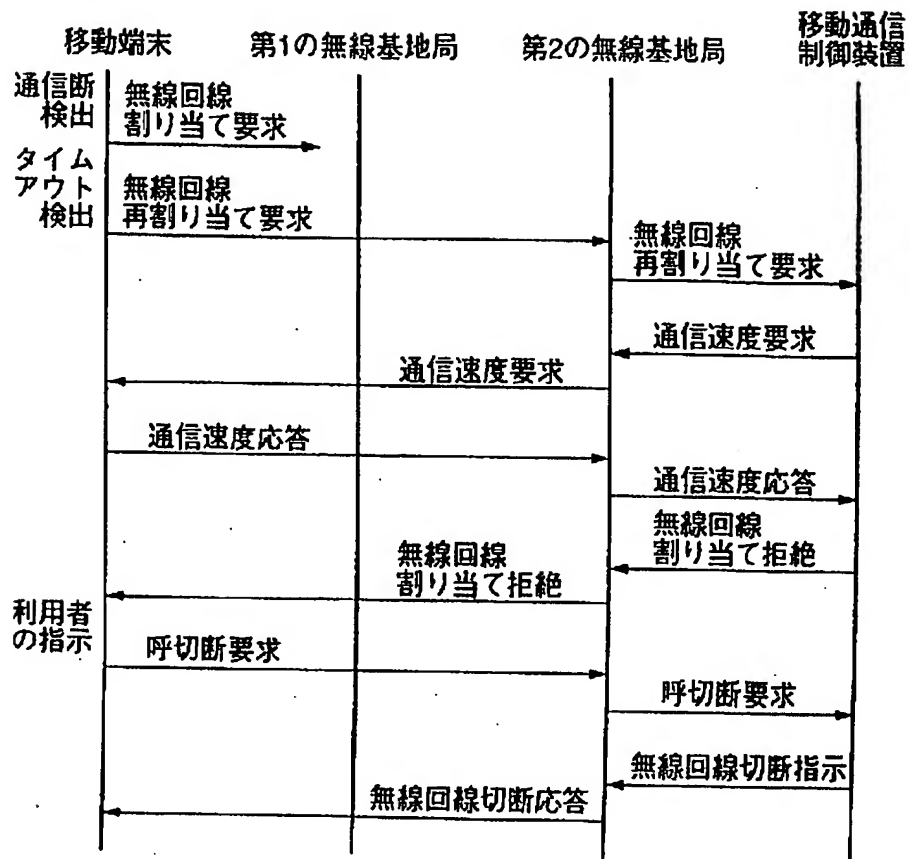 移動端末
第1の無線基地局
第2の無線基地局
移動通信
制御装置
通信断
検出
無線回線
割り当て要求
タイム
アウト
検出
無線回線
再割り当て要求
無線回線
再割り当て要求
通信速度要求
通信速度要求
通信速度応答
通信速度応答
無線回線
割り当て拒絶
無線回線
割り当て拒絶
利用者
の指示
呼切断要求
呼切断要求
無線回線切断指示
無線回線切断応答